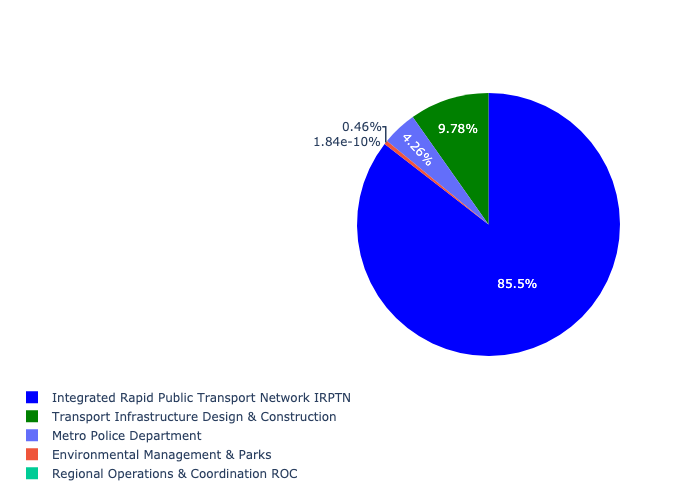 0.46%
1.84e-10%
4.26%
9.78%
85.5%
Integrated Rapid Public Transport Network IRPTN
Transport Infrastructure Design & Construction
Metro Police Department
Environmental Management & Parks
Regional Operations & Coordination ROC